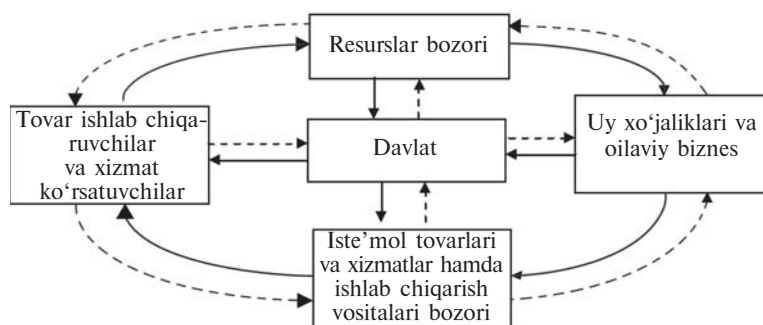 Resurslar bozori
Tovar ishlab chiqa-
ruvchilar
va xizmat
ko‘rsatuvchilar
Davlat
Uy xo‘jaliklari va
oilaviy biznes
Iste’mol tovarlari
va xizmatlar hamda
ishlab chiqarish
vositalari bozori